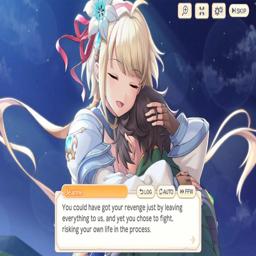 SKIP
Jeanne
LOG
AUTO
FFW
You could have got your revenge just by leaving
everything to us, and yet you chose to fight.
risking your own life in the process.